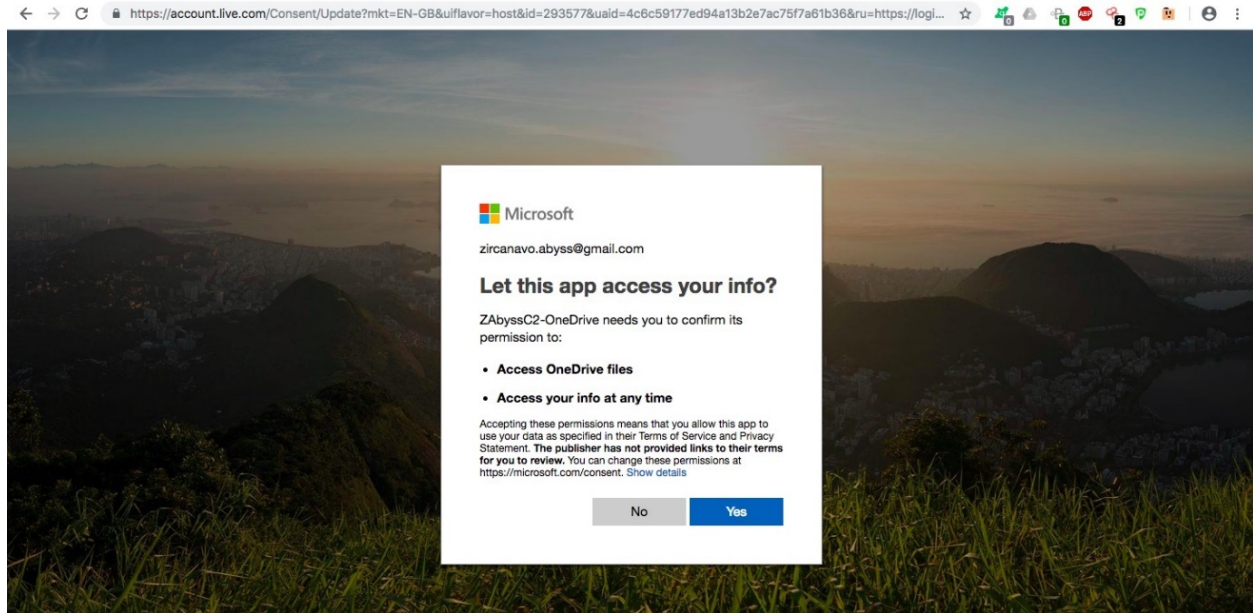 https://account.live.com/Consent/Update?mkt=EN-GB&uiflavor=host&id=293577&uaid=4c6c59177ed94a13b2e7ac75f7a61b36&ru=https://logi...
0
0
ABP
2
Microsoft
zircanavo.abyss@gmail.com
Let this app access your info?
ZAbyssC2-OneDrive needs you to confirm its
permission to:
• Access OneDrive files
• Access your info at any time
Accepting these permissions means that you allow this app to
use your data as specified in their Terms of Service and Privacy
Statement. The publisher has not provided links to their terms
for you to review. You can change these permissions at
https://microsoft.com/consent. Show details
No
Yes